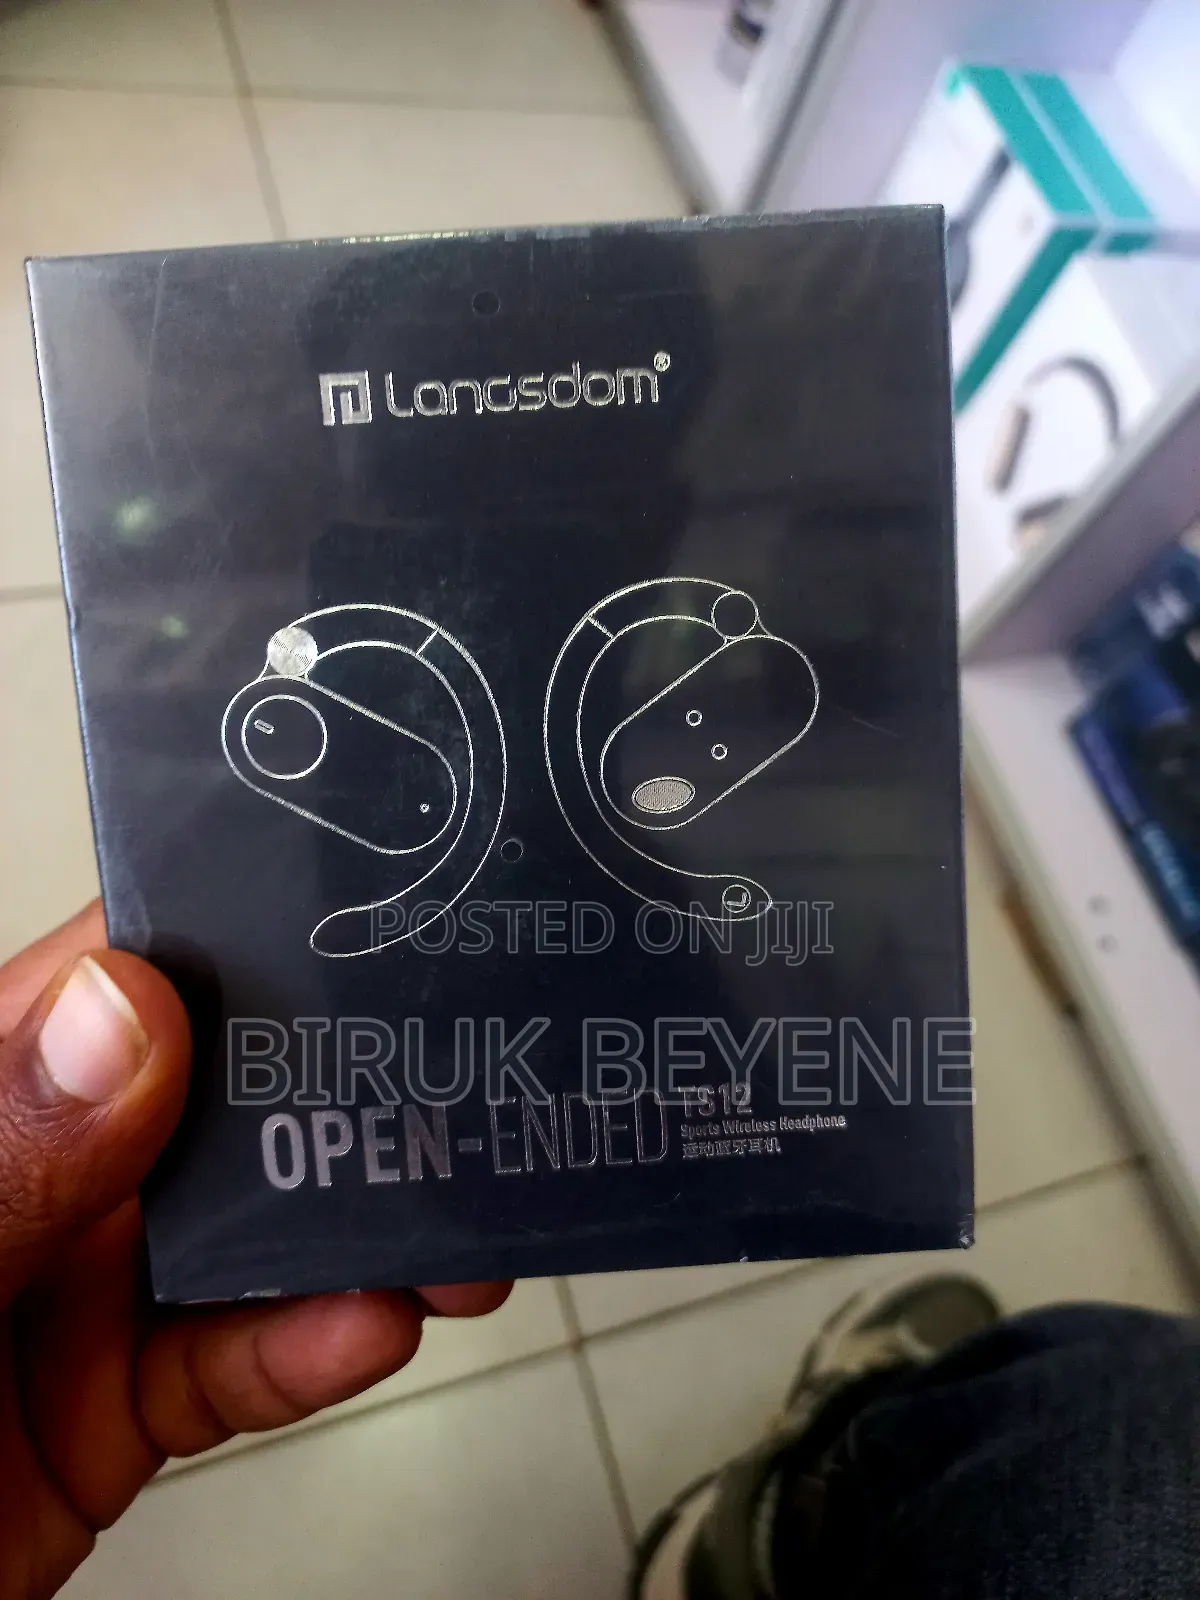 Langsdom®
L
POSTED ON JIJI
BIRUK BEYENE
OPEN-ENDED
TS12
Sports Wireless Headphone
运动蓝牙耳机